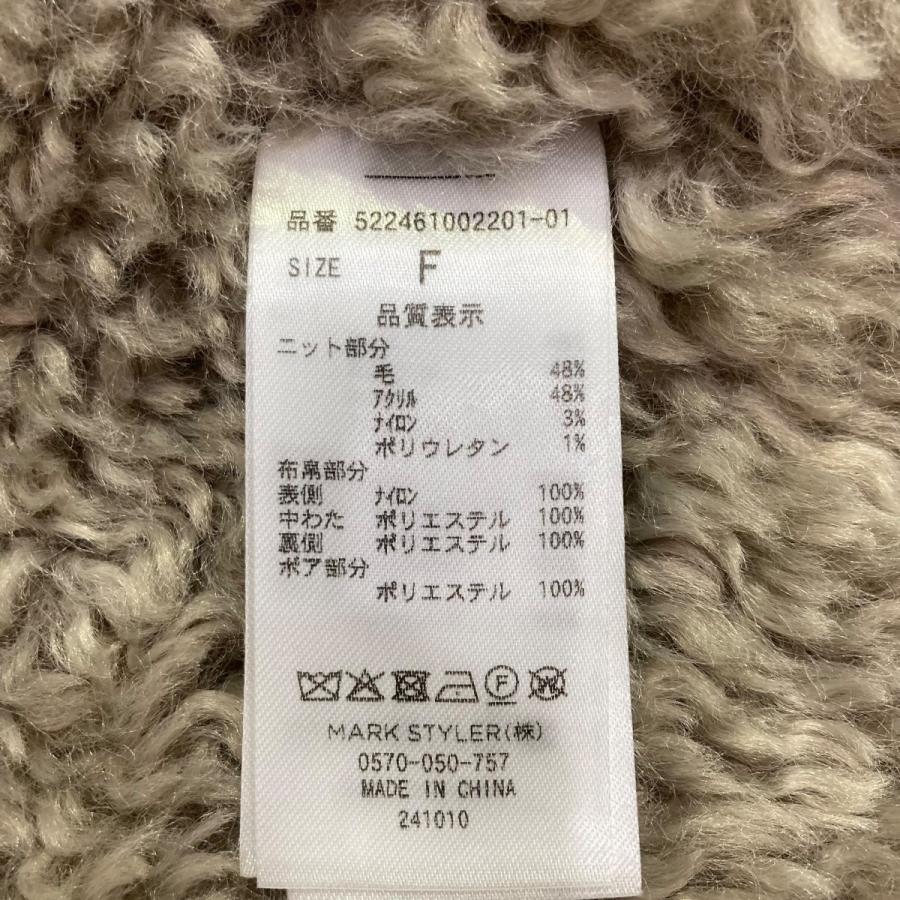 品番 522461002201-01
SIZE F
品質表示
ニット部分
毛 48%
ｱｸﾘﾙ 48%
ﾅｲﾛﾝ 3%
ポリウレタン 1%
布帛部分
表側 ﾅｲﾛﾝ 100%
中わた ポリエステル 100%
裏側 ポリエステル 100%
ボア部分
ポリエステル 100%
F W
MARK STYLER(株)
0570-050-757
MADE IN CHINA
241010